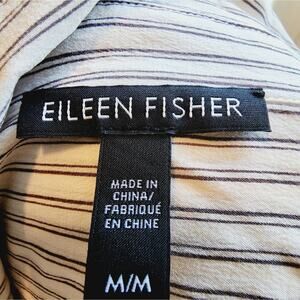 EILEEN FISHER
MADE IN
CHINA/
FABRIQUÉ
EN CHINE
M/M